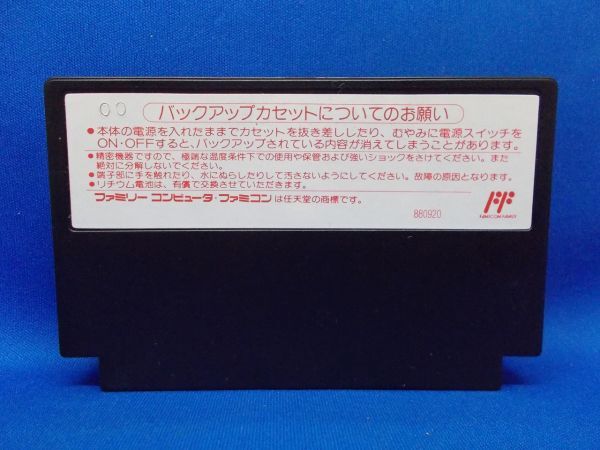 00
バックアップカセットについてのお願い
●本体の電源を入れたままでカセットを抜き差ししたり、むやみに電源スイッチを
ON・OFFすると、バックアップされている内容が消えてしまうことがあります。
●精密機器ですので、極端な温度条件下での使用や保管および強いショックをさけてください。また
絶対に分解しないでください。
●端子部に手を触れたり、水にぬらしたりして汚さないようにしてください。故障の原因となります。
●リチウム電池は、有償で交換させていただきます。
ファミリー コンピュータ・ファミコンは任天堂の商標です。
880920
FAMICOM FAMILY